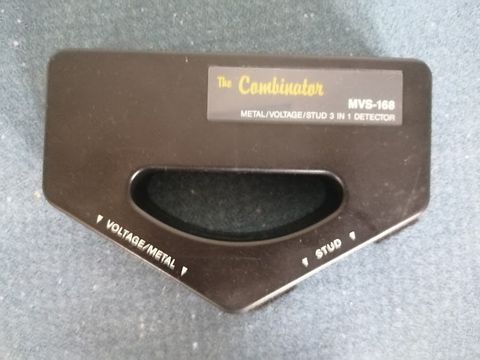 The Combinator
MVS-168
METAL/VOLTAGE/STUD 3 IN 1 DETECTOR
VOLTAGE/METAL
STUD